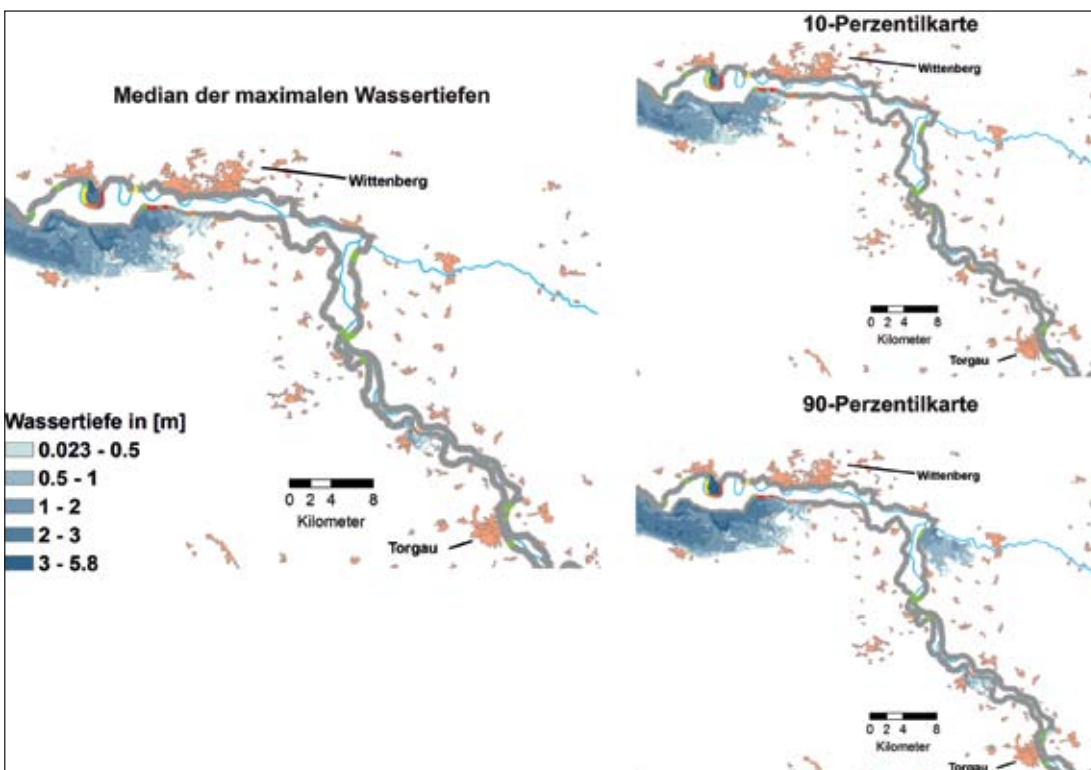 Median der maximalen Wassertiefen
Wittenberg
Wassertiefe in [m]
0.023 - 0.5
0.5 - 1
1 - 2
2 - 3
3 - 5.8
0 2 4 8
Kilometer
Torgau
10-Perzentilkarte
Wittenberg
0 2 4 8
Kilometer
Torgau
90-Perzentilkarte
Wittenberg
0 2 4 8
Kilometer
Torgau